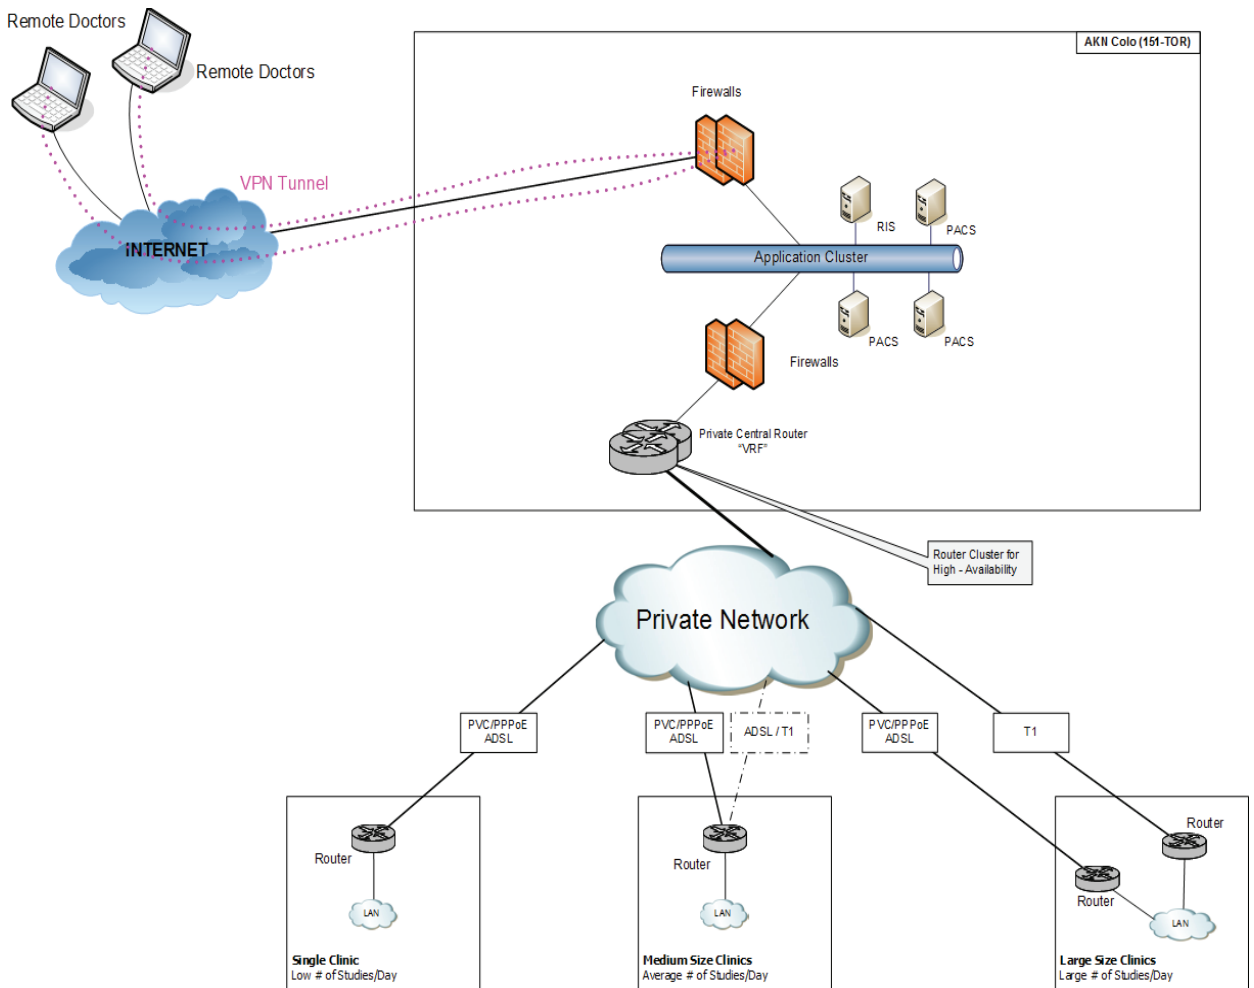 Remote Doctors
Remote Doctors
AKN Colo (151-TOR)
Firewalls
VPN Tunnel
INTERNET
RIS
PACS
Application Cluster
PACS
PACS
Firewalls
Private Central Router
"VRF"
Router Cluster for
High - Availability
Private Network
PVC/PPPoE
ADSL
PVC/PPPoE
ADSL
ADSL / T1
PVC/PPPoE
ADSL
T1
Router
Router
Router
Router
LAN
LAN
LAN
Single Clinic
Low # of Studies/Day
Medium Size Clinics
Average # of Studies/Day
Large Size Clinics
Large # of Studies/Day